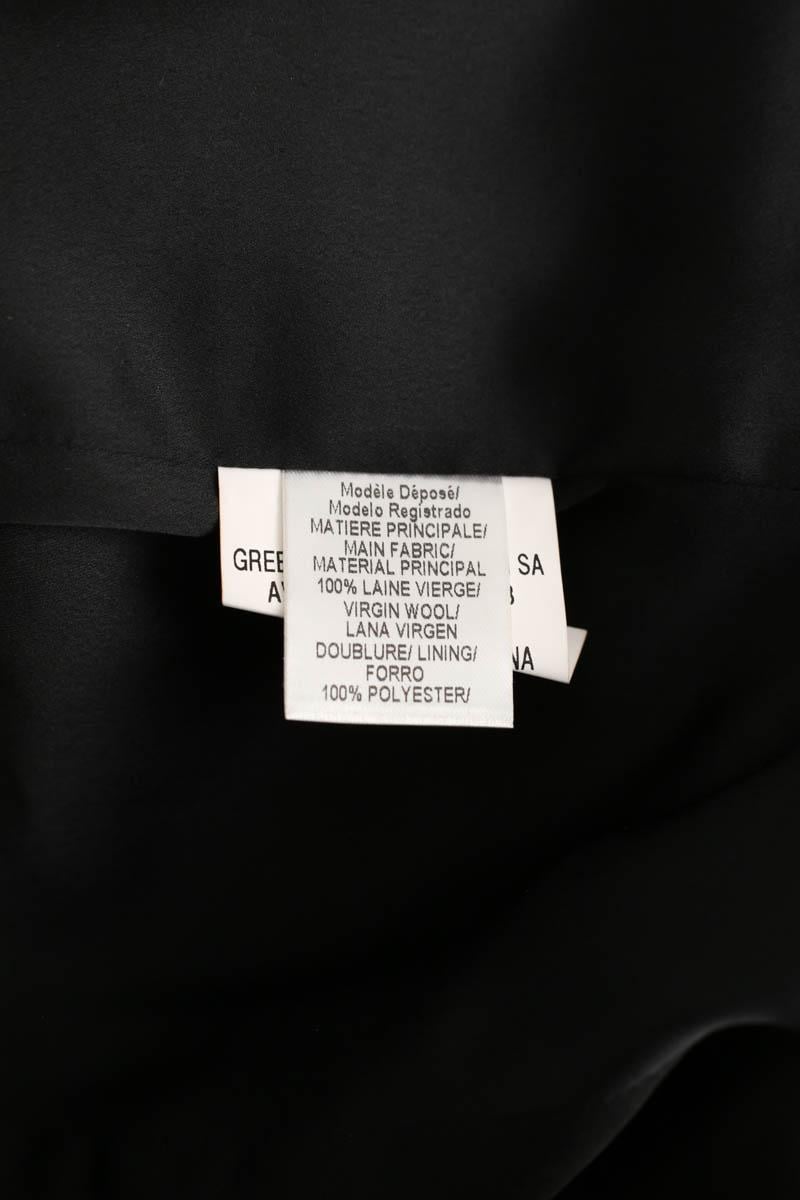 Modèle Déposé/
Modelo Registrado
MATIERE PRINCIPALE/
MAIN FABRIC/
MATERIAL PRINCIPAL
100% LAINE VIERGE/
VIRGIN WOOL/
LANA VIRGEN
DOUBLURE/ LINING/
FORRO
100% POLYESTER/
SA